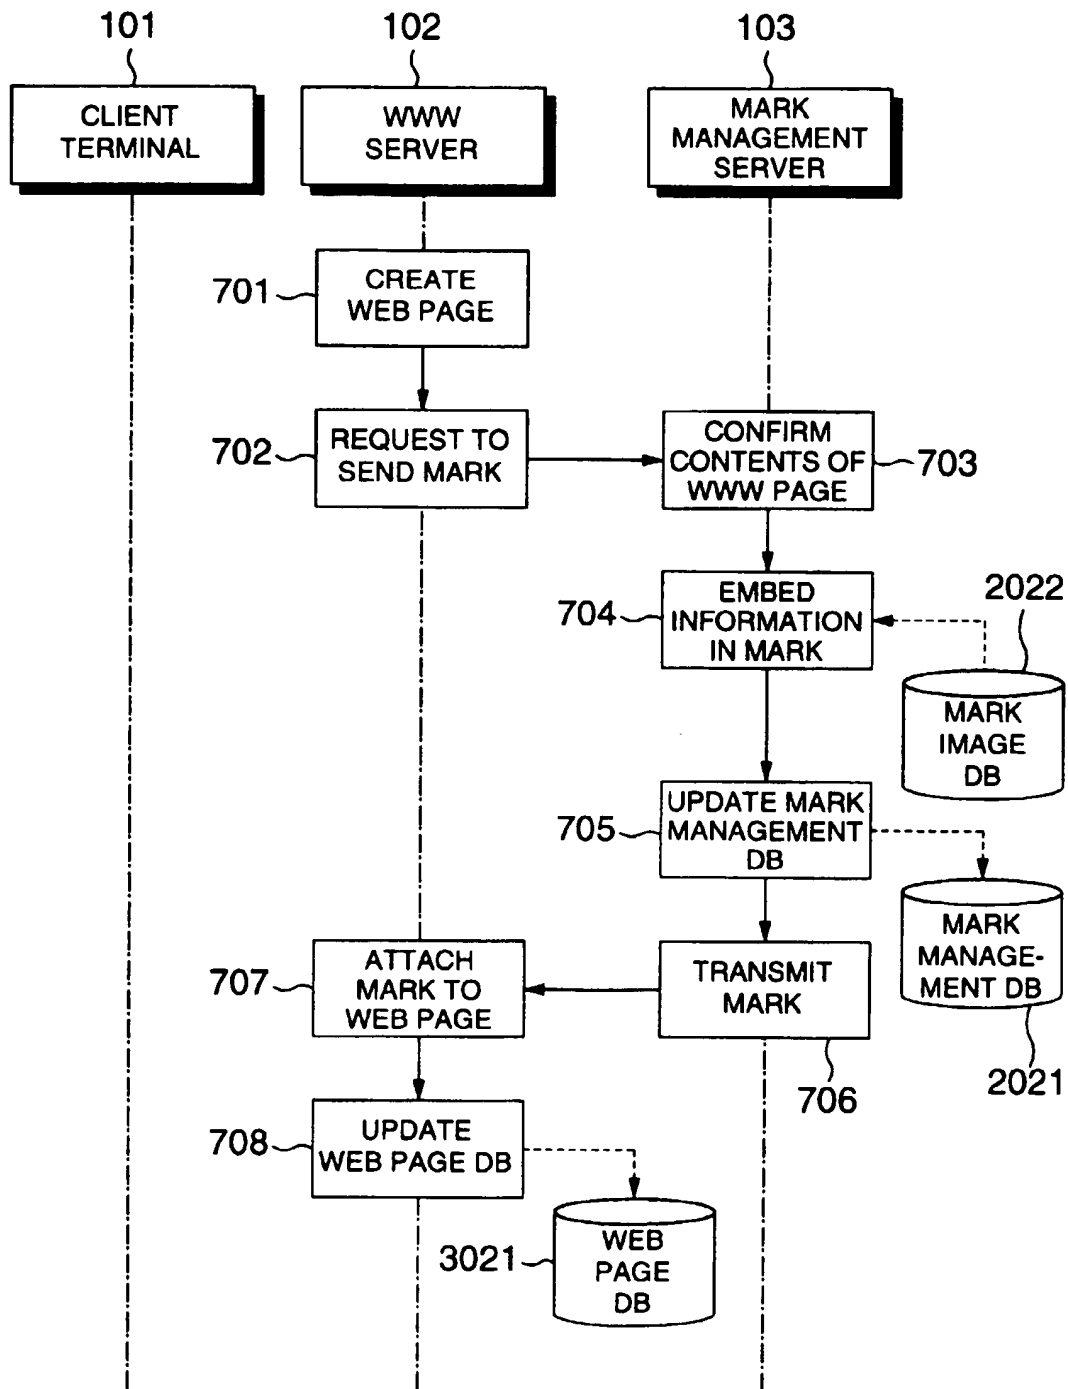 101
102
103
CLIENT
TERMINAL
WWW
SERVER
MARK
MANAGEMENT
SERVER
701
CREATE
WEB PAGE
702
REQUEST TO
SEND MARK
CONFIRM
CONTENTS OF
WWW PAGE
703
704
EMBED
INFORMATION
IN MARK
2022
MARK
IMAGE
DB
705
UPDATE MARK
MANAGEMENT
DB
MARK
MANAGE-
MENT DB
2021
707
ATTACH
MARK TO
WEB PAGE
TRANSMIT
MARK
706
708
UPDATE
WEB PAGE DB
3021
WEB
PAGE
DB